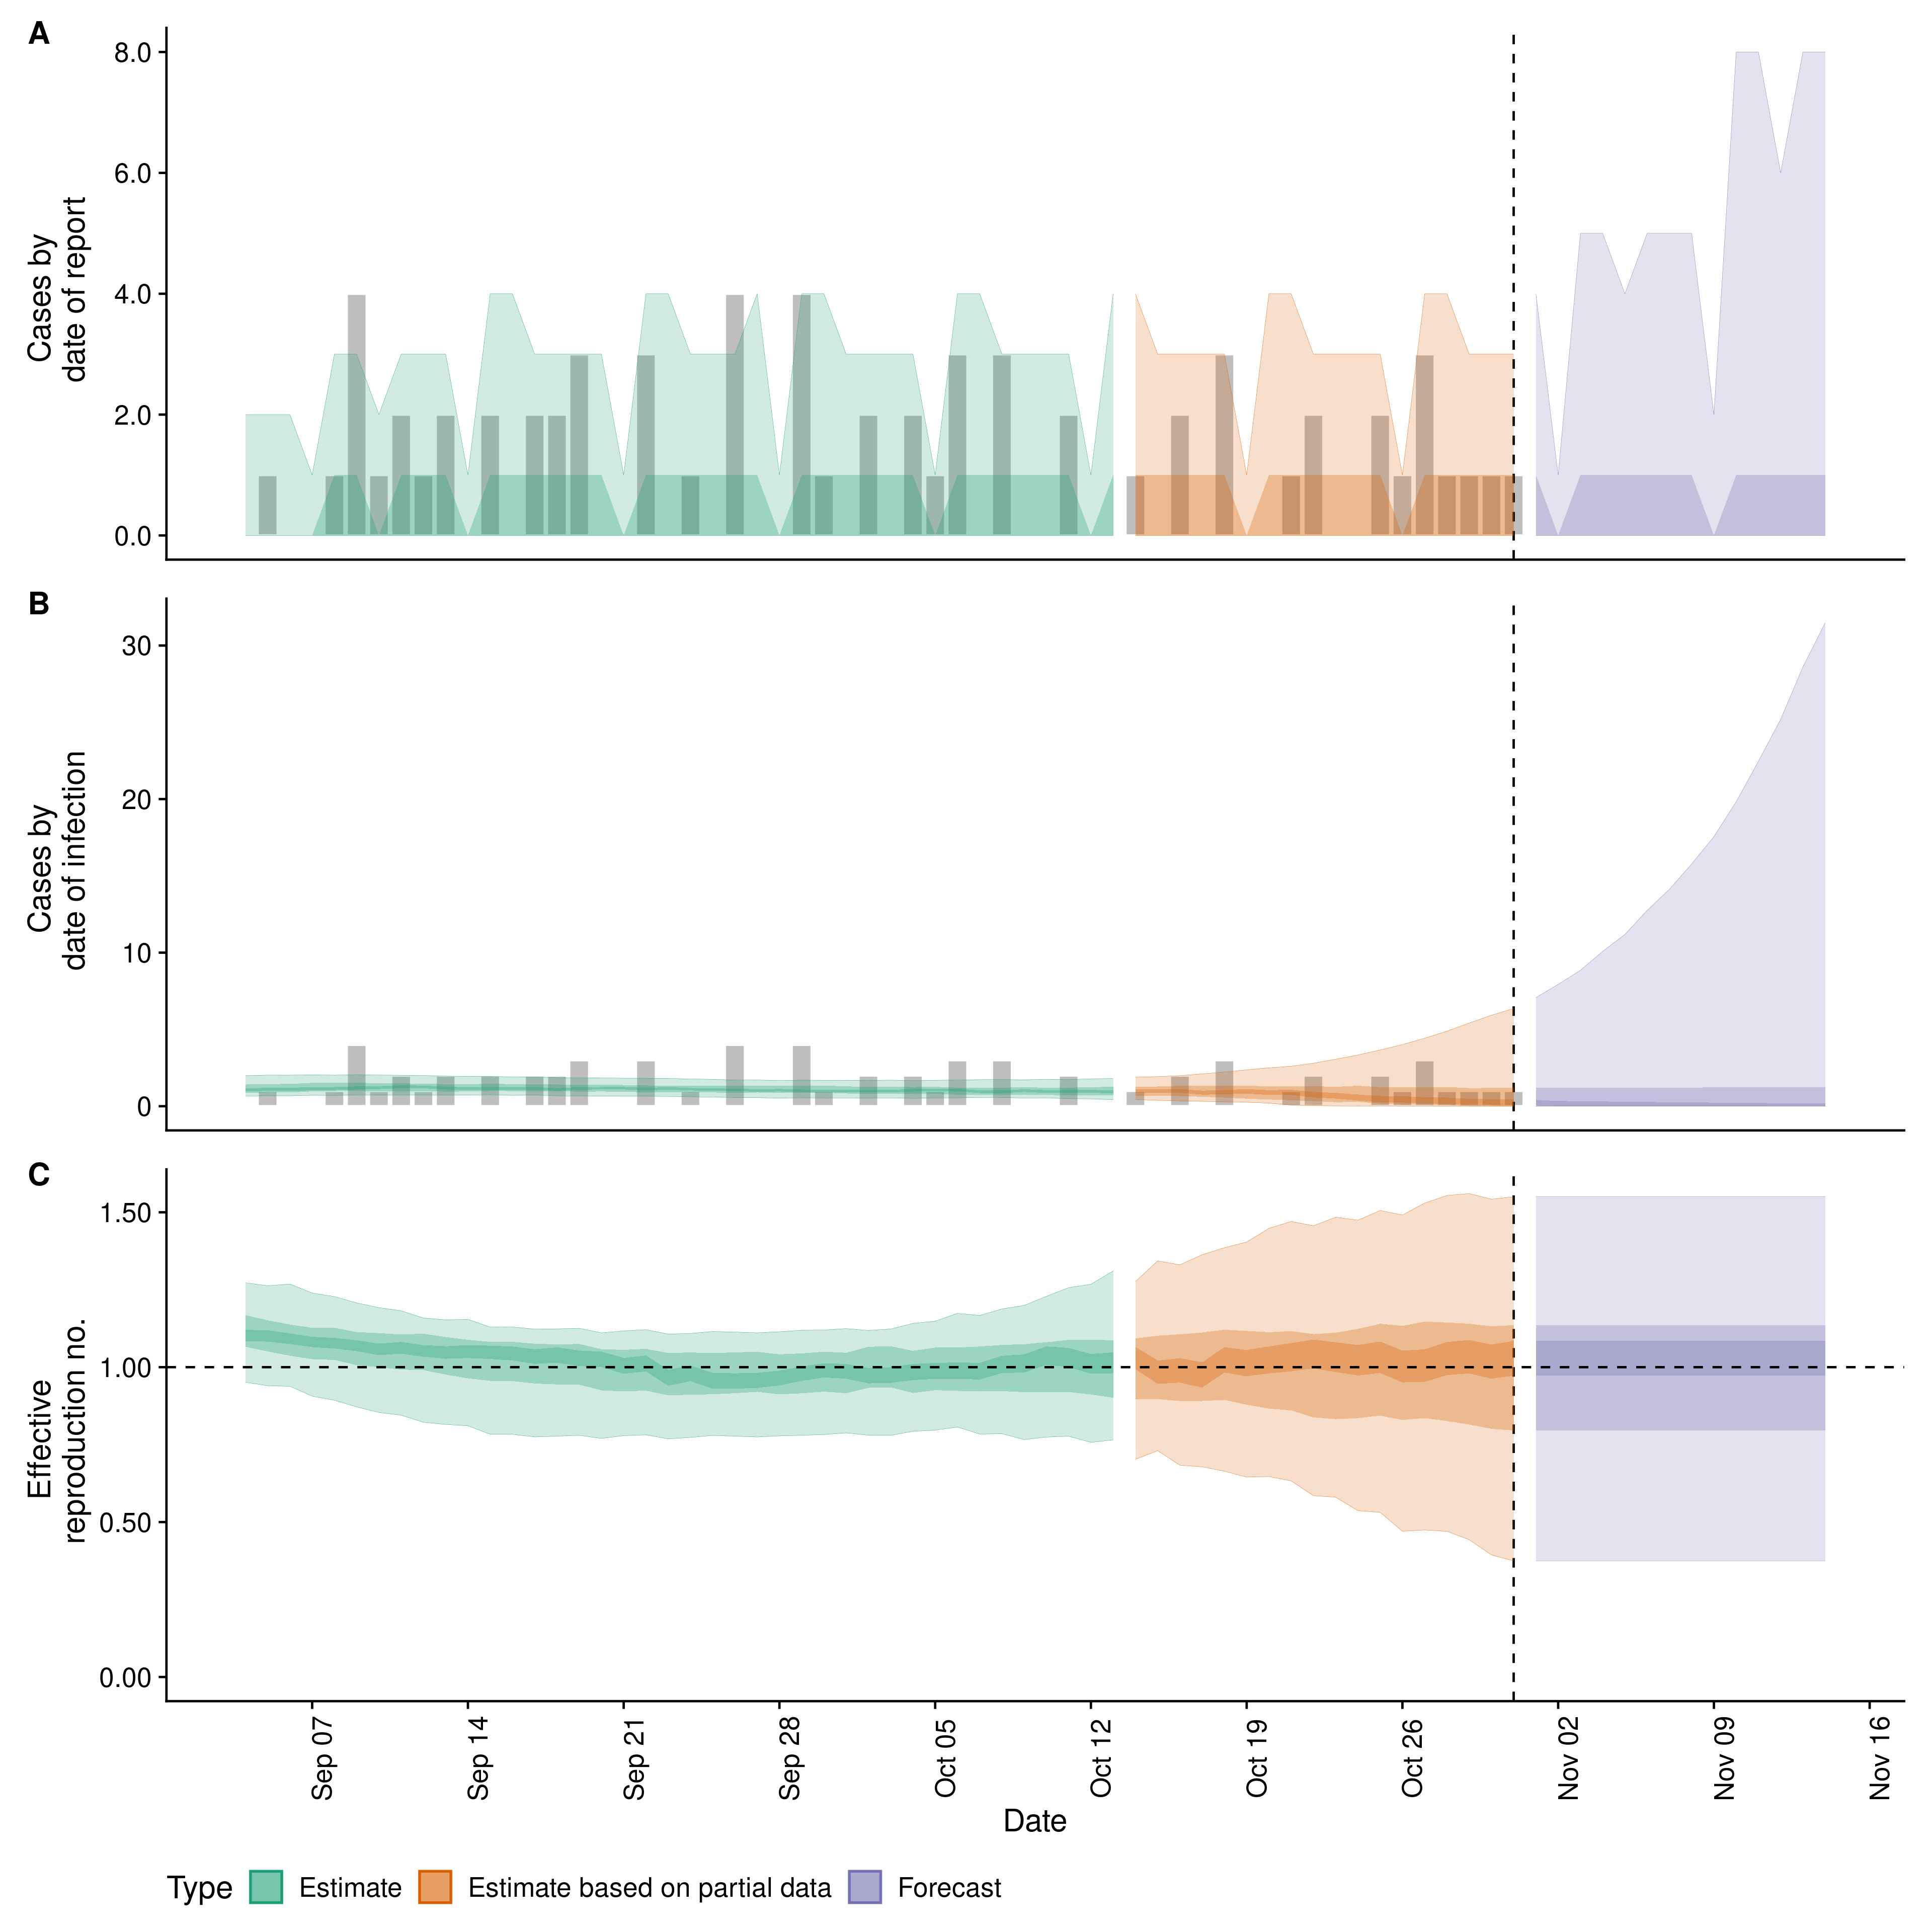 A
8.0
6.0
4.0
2.0
0.0
Cases by
date of report
B
30
20
10
0
Cases by
date of infection
C
1.50
1.00
0.50
0.00
Effective
reproduction no.
Sep 07
Sep 14
Sep 21
Sep 28
Oct 05
Oct 12
Oct 19
Oct 26
Nov 02
Nov 09
Nov 16
Date
Type Estimate Estimate based on partial data Forecast